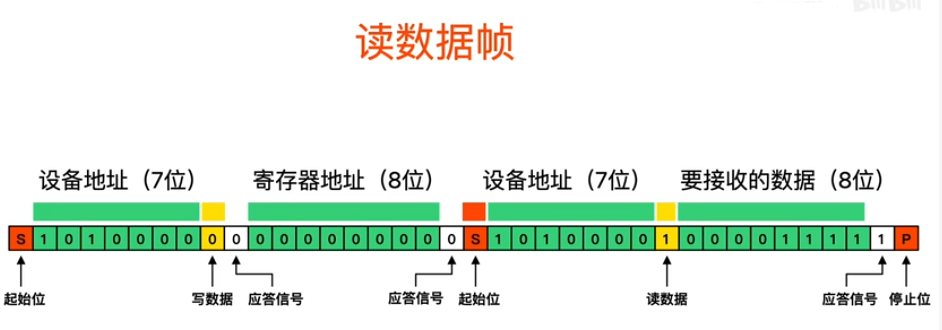 读数据帧
设备地址（7位） 寄存器地址（8位） 设备地址（7位） 要接收的数据（8位）
S 1 0 1 0 0 0 0 0 0 0 0 0 0 0 0 0 0 0 S 1 0 1 0 0 0 0 1 0 0 0 0 1 1 1 1 1 P
起始位 写数据 应答信号 应答信号 起始位 读数据 应答信号 停止位